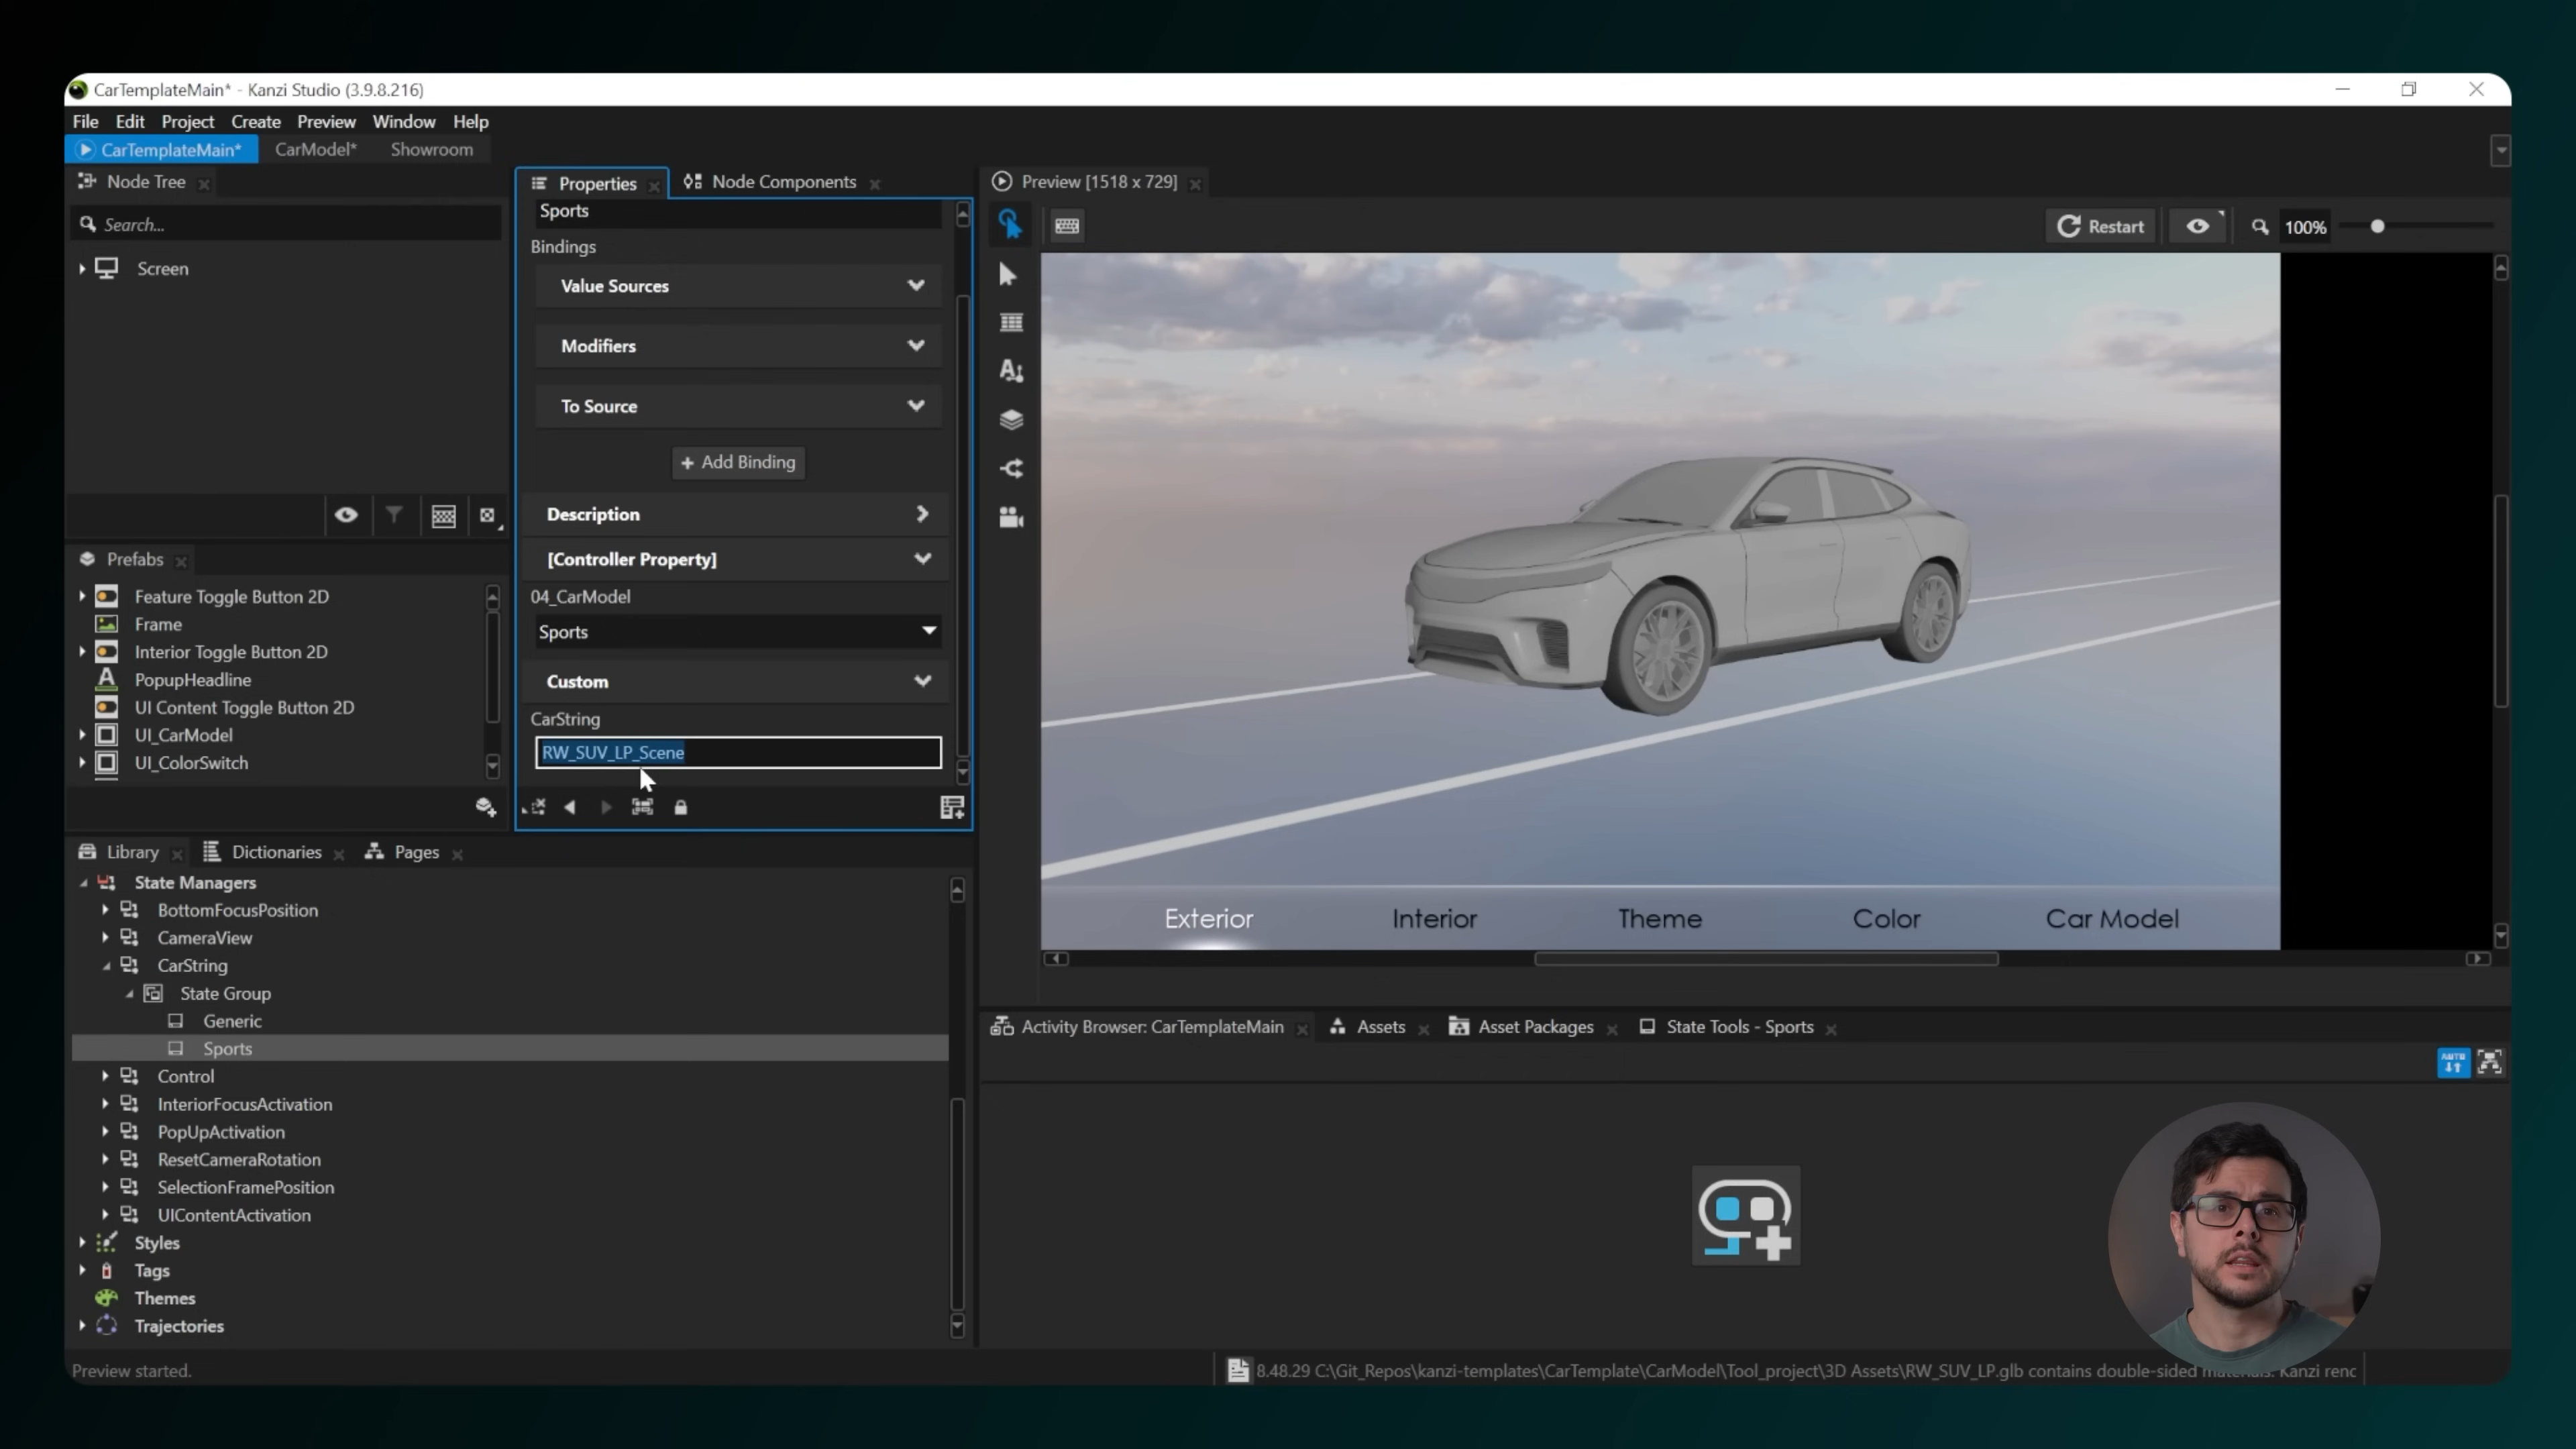 CarTemplateMain* - Kanzi Studio (3.9.8.216)
File Edit Project Create Preview Window Help
CarTemplateMain* CarModel* Showroom
Node Tree
Search...
Screen
Prefabs
Feature Toggle Button 2D
Frame
Interior Toggle Button 2D
PopupHeadline
UI Content Toggle Button 2D
UI_CarModel
UI_ColorSwitch
Properties Node Components
Sports
Bindings
Value Sources
Modifiers
To Source
+ Add Binding
Description
[Controller Property]
04_CarModel
Sports
Custom
CarString
RW_SUV_LP_Scene
Preview [1518 x 729]
Restart
100%
Exterior Interior Theme Color Car Model
Library Dictionaries Pages
State Managers
BottomFocusPosition
CameraView
CarString
State Group
Generic
Sports
Control
InteriorFocusActivation
PopUpActivation
ResetCameraRotation
SelectionFramePosition
UIContentActivation
Styles
Tags
Themes
Trajectories
Activity Browser: CarTemplateMain Assets Asset Packages State Tools - Sports
AUTO
Preview started.
8.48.29 C:\Git_Repos\kanzi-templates\CarTemplate\CarModel\Tool_project\3D Assets\RW_SUV_LP.glb contains double-sided materials. Kanzi renc